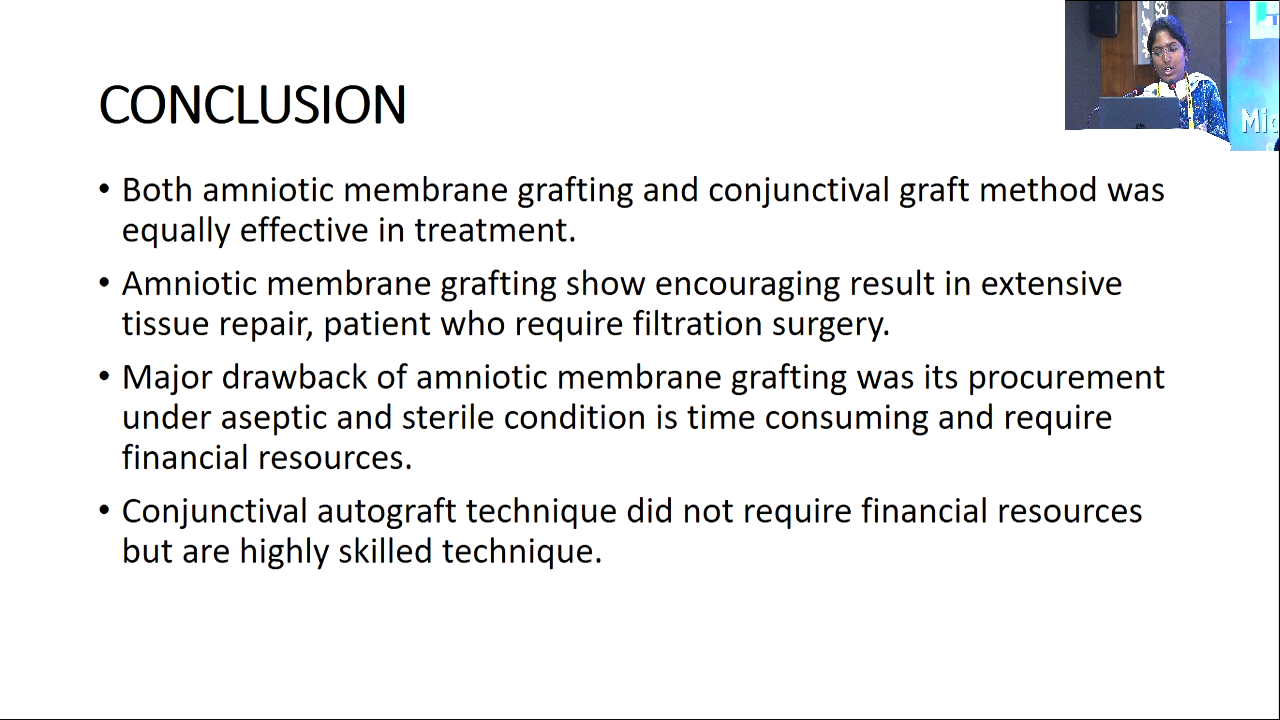 CONCLUSION
• Both amniotic membrane grafting and conjunctival graft method was
equally effective in treatment.
• Amniotic membrane grafting show encouraging result in extensive
tissue repair, patient who require filtration surgery.
• Major drawback of amniotic membrane grafting was its procurement
under aseptic and sterile condition is time consuming and require
financial resources.
• Conjunctival autograft technique did not require financial resources
but are highly skilled technique.